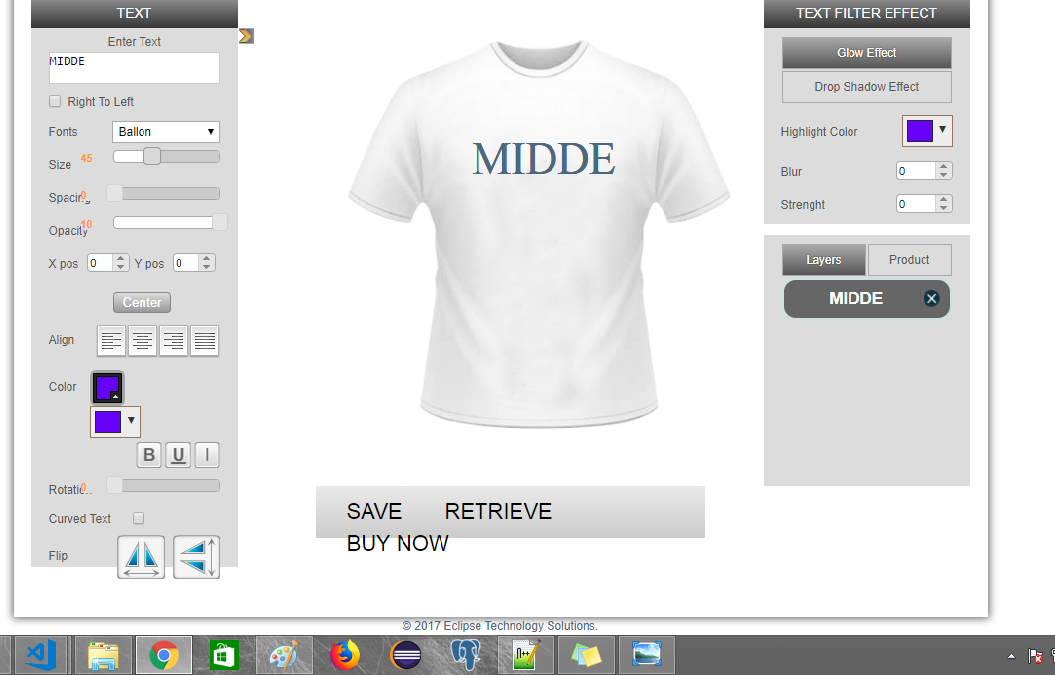 TEXT
Enter Text
MIDDE
Right To Left
Fonts Ballon
Size 45
Spacing 0
Opacity 10
X pos 0 Y pos 0
Center
Align
Color
B U I
Rotation 0
Curved Text
Flip
MIDDE
SAVE RETRIEVE
BUY NOW
TEXT FILTER EFFECT
Glow Effect
Drop Shadow Effect
Highlight Color
Blur 0
Strenght 0
Layers Product
MIDDE
© 2017 Eclipse Technology Solutions.